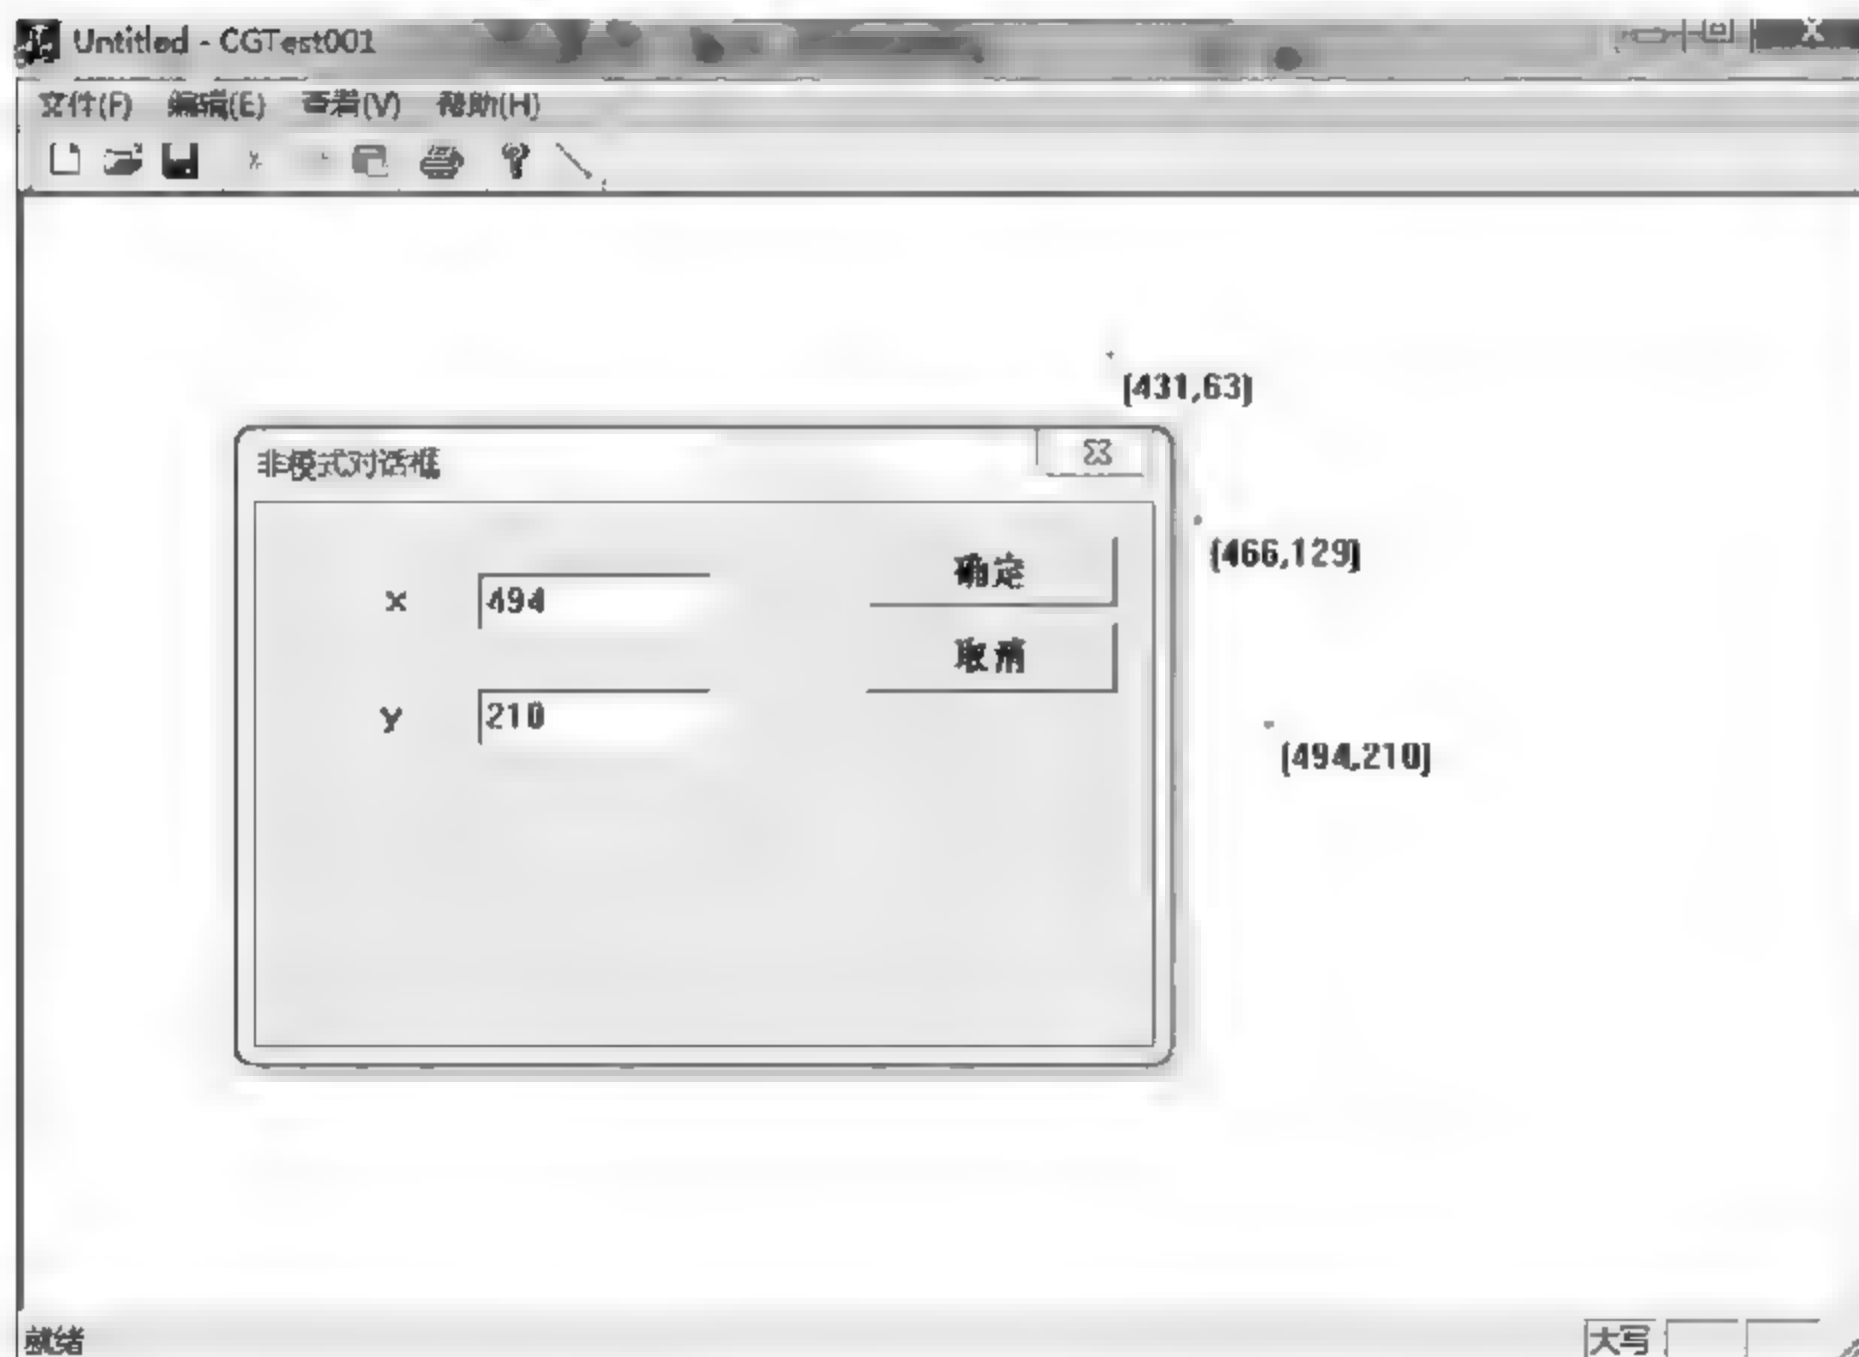 Untitled - CGTest001
文件(F) 编辑(E) 查看(V) 帮助(H)
(431,63)
非模式对话框
(466,129)
x 494 确定
取消
y 210
(494,210)
就绪 大写